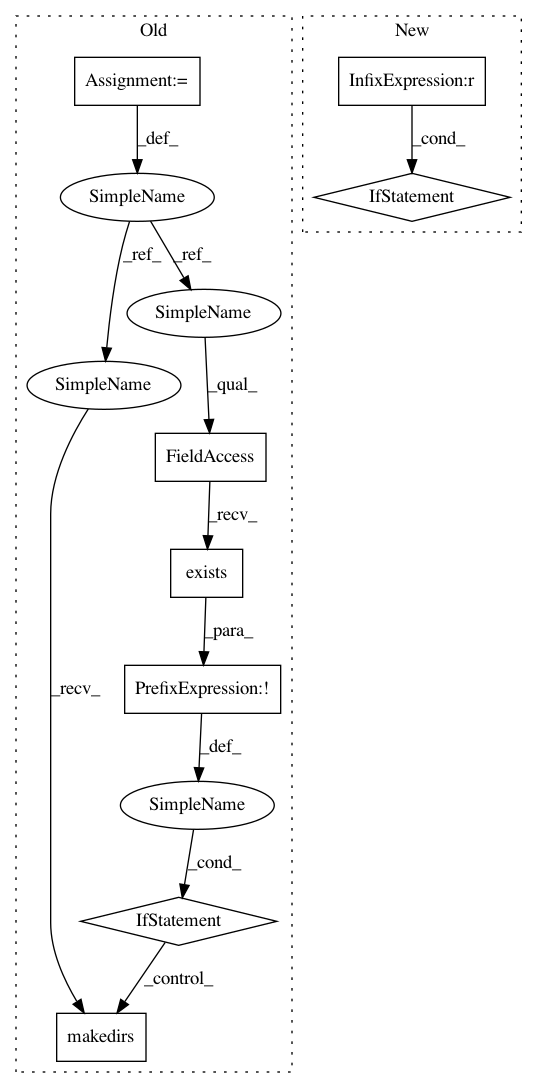 Old
New
Assignment:=
InfixExpression:r
_def_
_cond_
SimpleName
IfStatement
_ref_
_ref_
SimpleName
SimpleName
_qual_
FieldAccess
_recv_
exists
_para_
_recv_
PrefixExpression:!
_def_
SimpleName
_cond_
IfStatement
_control_
makedirs